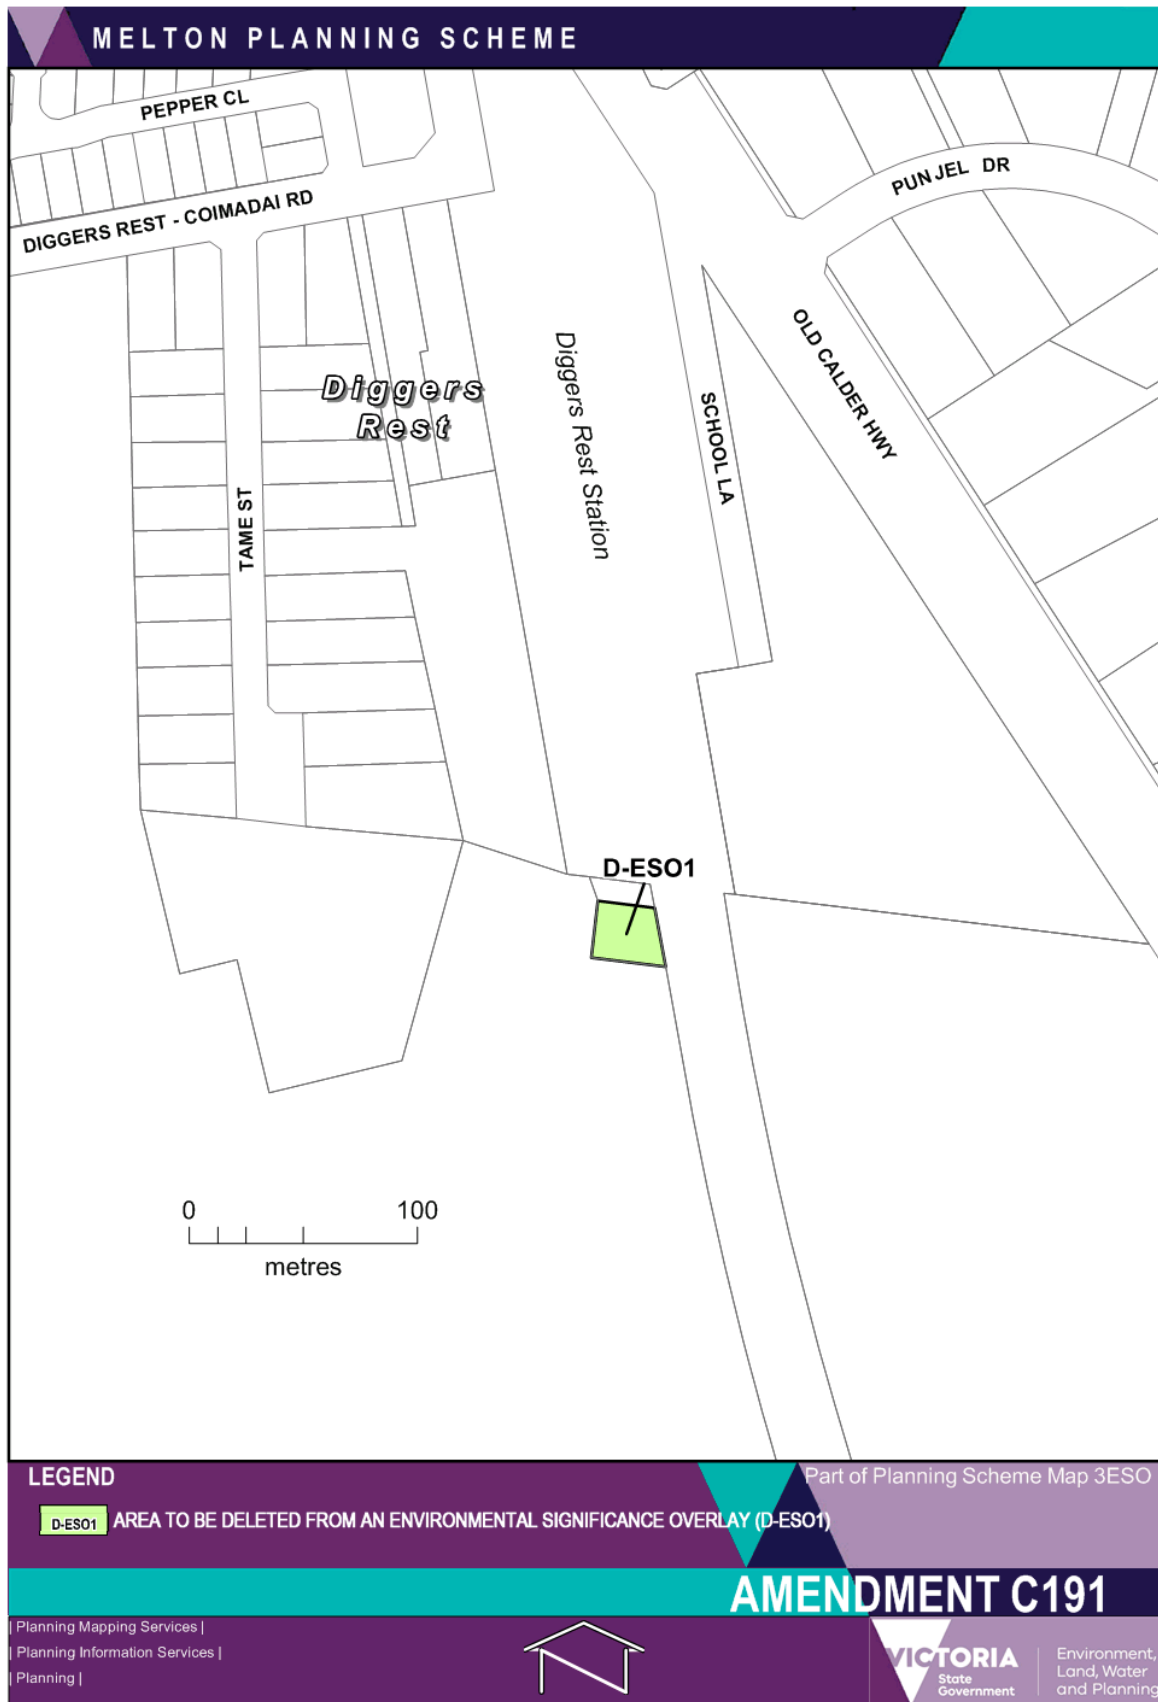 MELTON PLANNING SCHEME
PEPPER CL
PUNJEL DR
DIGGERS REST - COIMADAI RD
OLD CALDER HWY
Diggers Rest Station
Diggers
Rest
SCHOOL LA
TAME ST
D-ESO1
0 100
metres
LEGEND
Part of Planning Scheme Map 3ESO
D-ESO1 AREA TO BE DELETED FROM AN ENVIRONMENTAL SIGNIFICANCE OVERLAY (D-ESO1)
AMENDMENT C191
| Planning Mapping Services |
| Planning Information Services |
| Planning |
VICTORIA
State
Government
Environment,
Land, Water
and Planning